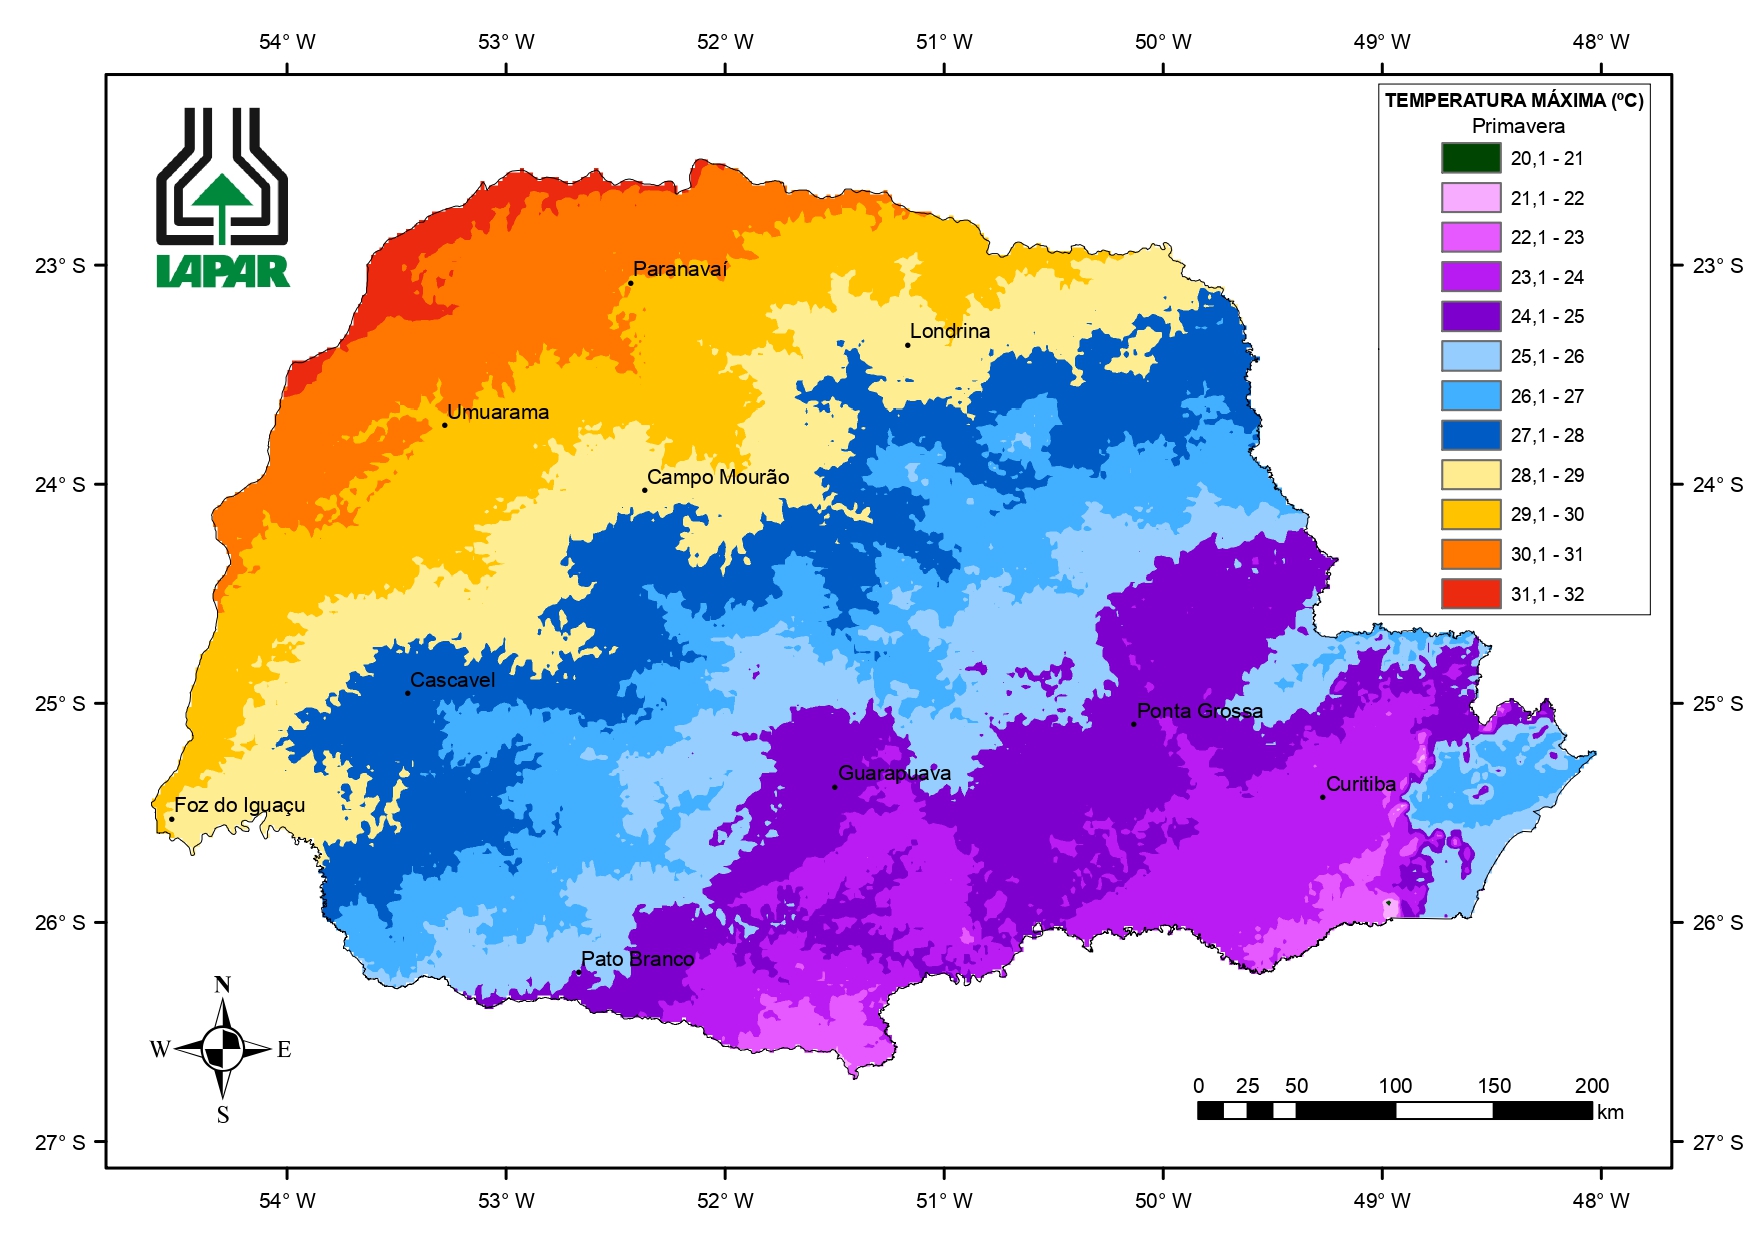 54° W 53° W 52° W 51° W 50° W 49° W 48° W
IAPAR
TEMPERATURA MÁXIMA (ºC)
Primavera
20,1 - 21
21,1 - 22
22,1 - 23
23,1 - 24
24,1 - 25
25,1 - 26
26,1 - 27
27,1 - 28
28,1 - 29
29,1 - 30
30,1 - 31
31,1 - 32
23° S 23° S
Paranavaí
Londrina
Umuarama
Campo Mourão
24° S 24° S
Cascavel
25° S 25° S
Ponta Grossa
Guarapuava
Curitiba
Foz do Iguaçu
26° S 26° S
Pato Branco
N
W E
S
0 25 50 100 150 200
km
27° S 27° S
54° W 53° W 52° W 51° W 50° W 49° W 48° W